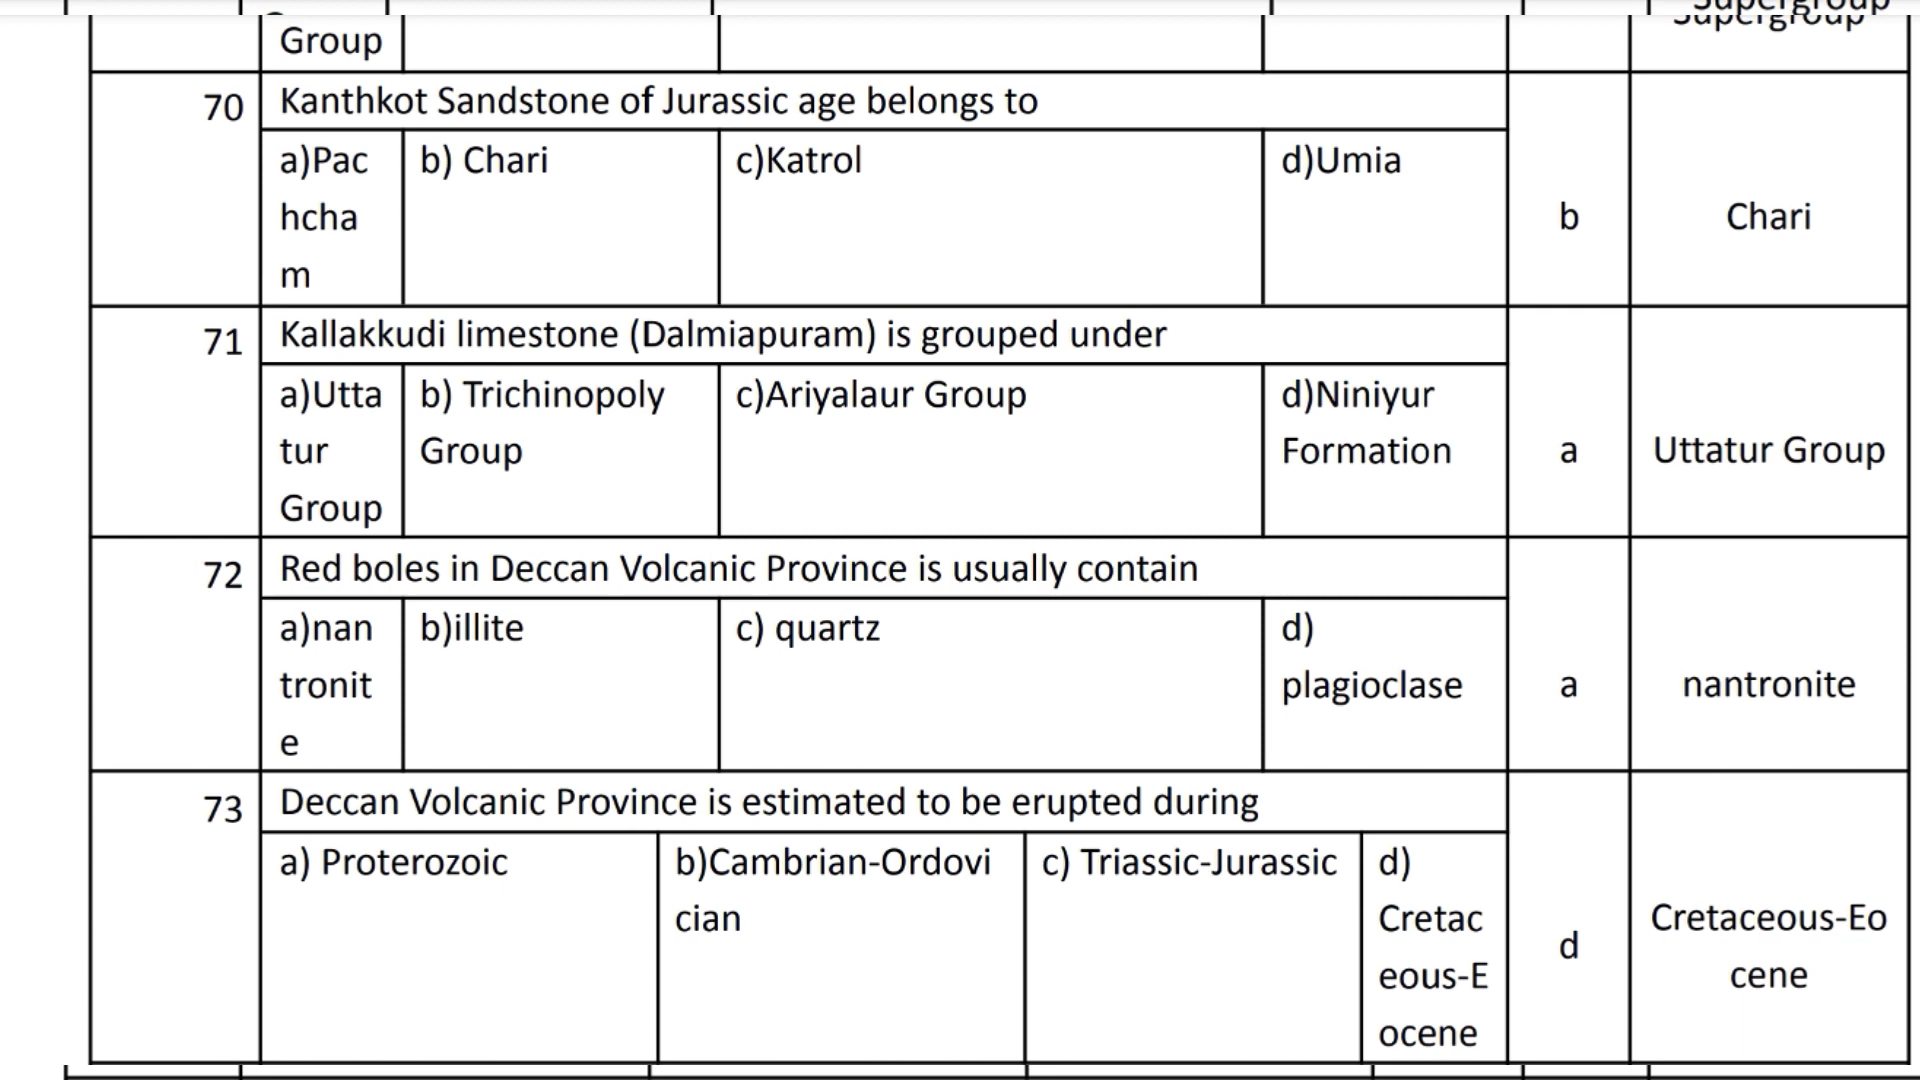 Supergroup
Supergroup
Group
70 Kanthkot Sandstone of Jurassic age belongs to
a)Pac b) Chari c)Katrol d)Umia
hcha b Chari
m
71 Kallakkudi limestone (Dalmiapuram) is grouped under
a)Utta b) Trichinopoly c)Ariyalaur Group d)Niniyur
tur Group Formation a Uttatur Group
Group
72 Red boles in Deccan Volcanic Province is usually contain
a)nan b)illite c) quartz d)
tronit plagioclase a nantronite
e
73 Deccan Volcanic Province is estimated to be erupted during
a) Proterozoic b)Cambrian-Ordovi c) Triassic-Jurassic d)
cian Cretac Cretaceous-Eo
d
eous-E cene
ocene